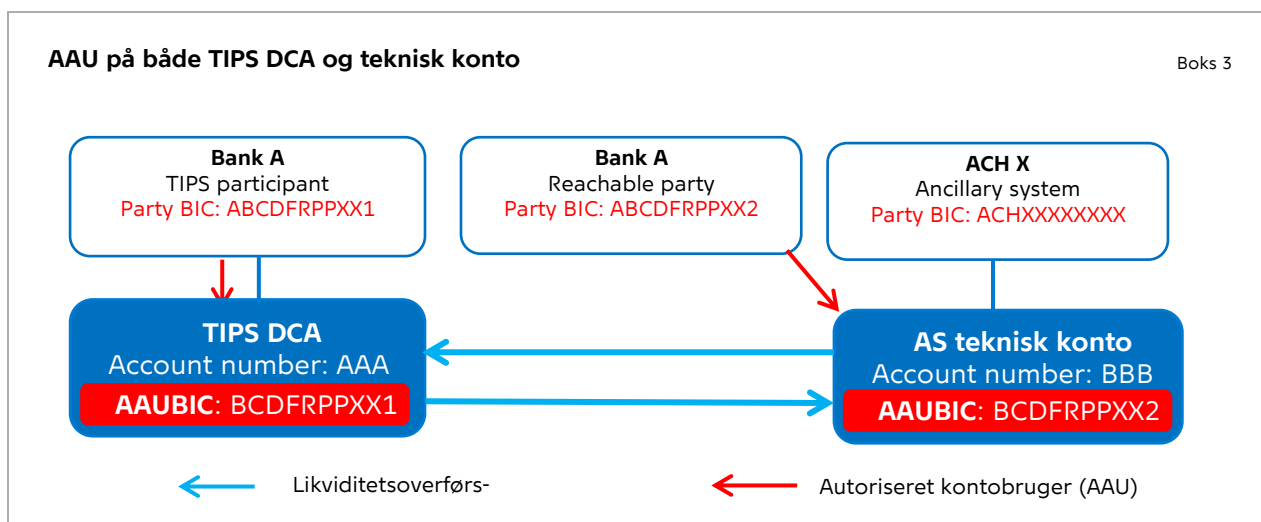 AAU på både TIPS DCA og teknisk konto
Boks 3
Bank A
TIPS participant
Party BIC: ABCDFRPPXX1
Bank A
Reachable party
Party BIC: ABCDFRPPXX2
ACH X
Ancillary system
Party BIC: ACHXXXXXXXX
TIPS DCA
Account number: AAA
AAUBIC: BCDFRPPXX1
AS teknisk konto
Account number: BBB
AAUBIC: BCDFRPPXX2
Likviditetsoverførs-
Autoriseret kontobruger (AAU)